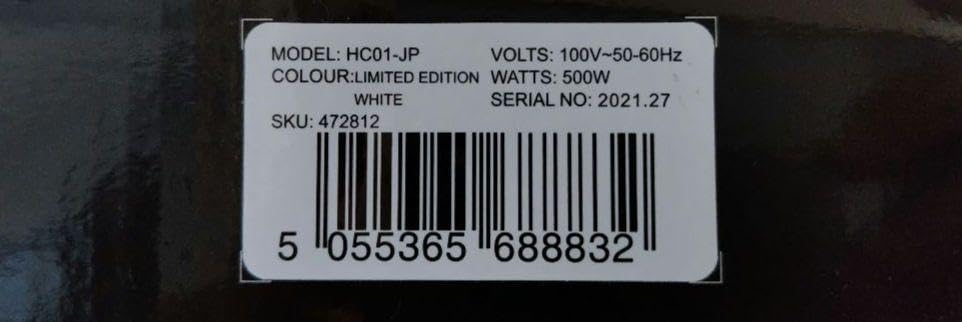 MODEL: HC01-JP VOLTS: 100V~50-60Hz
COLOUR:LIMITED EDITION WATTS: 500W
WHITE SERIAL NO: 2021.27
SKU: 472812
5 055365 688832